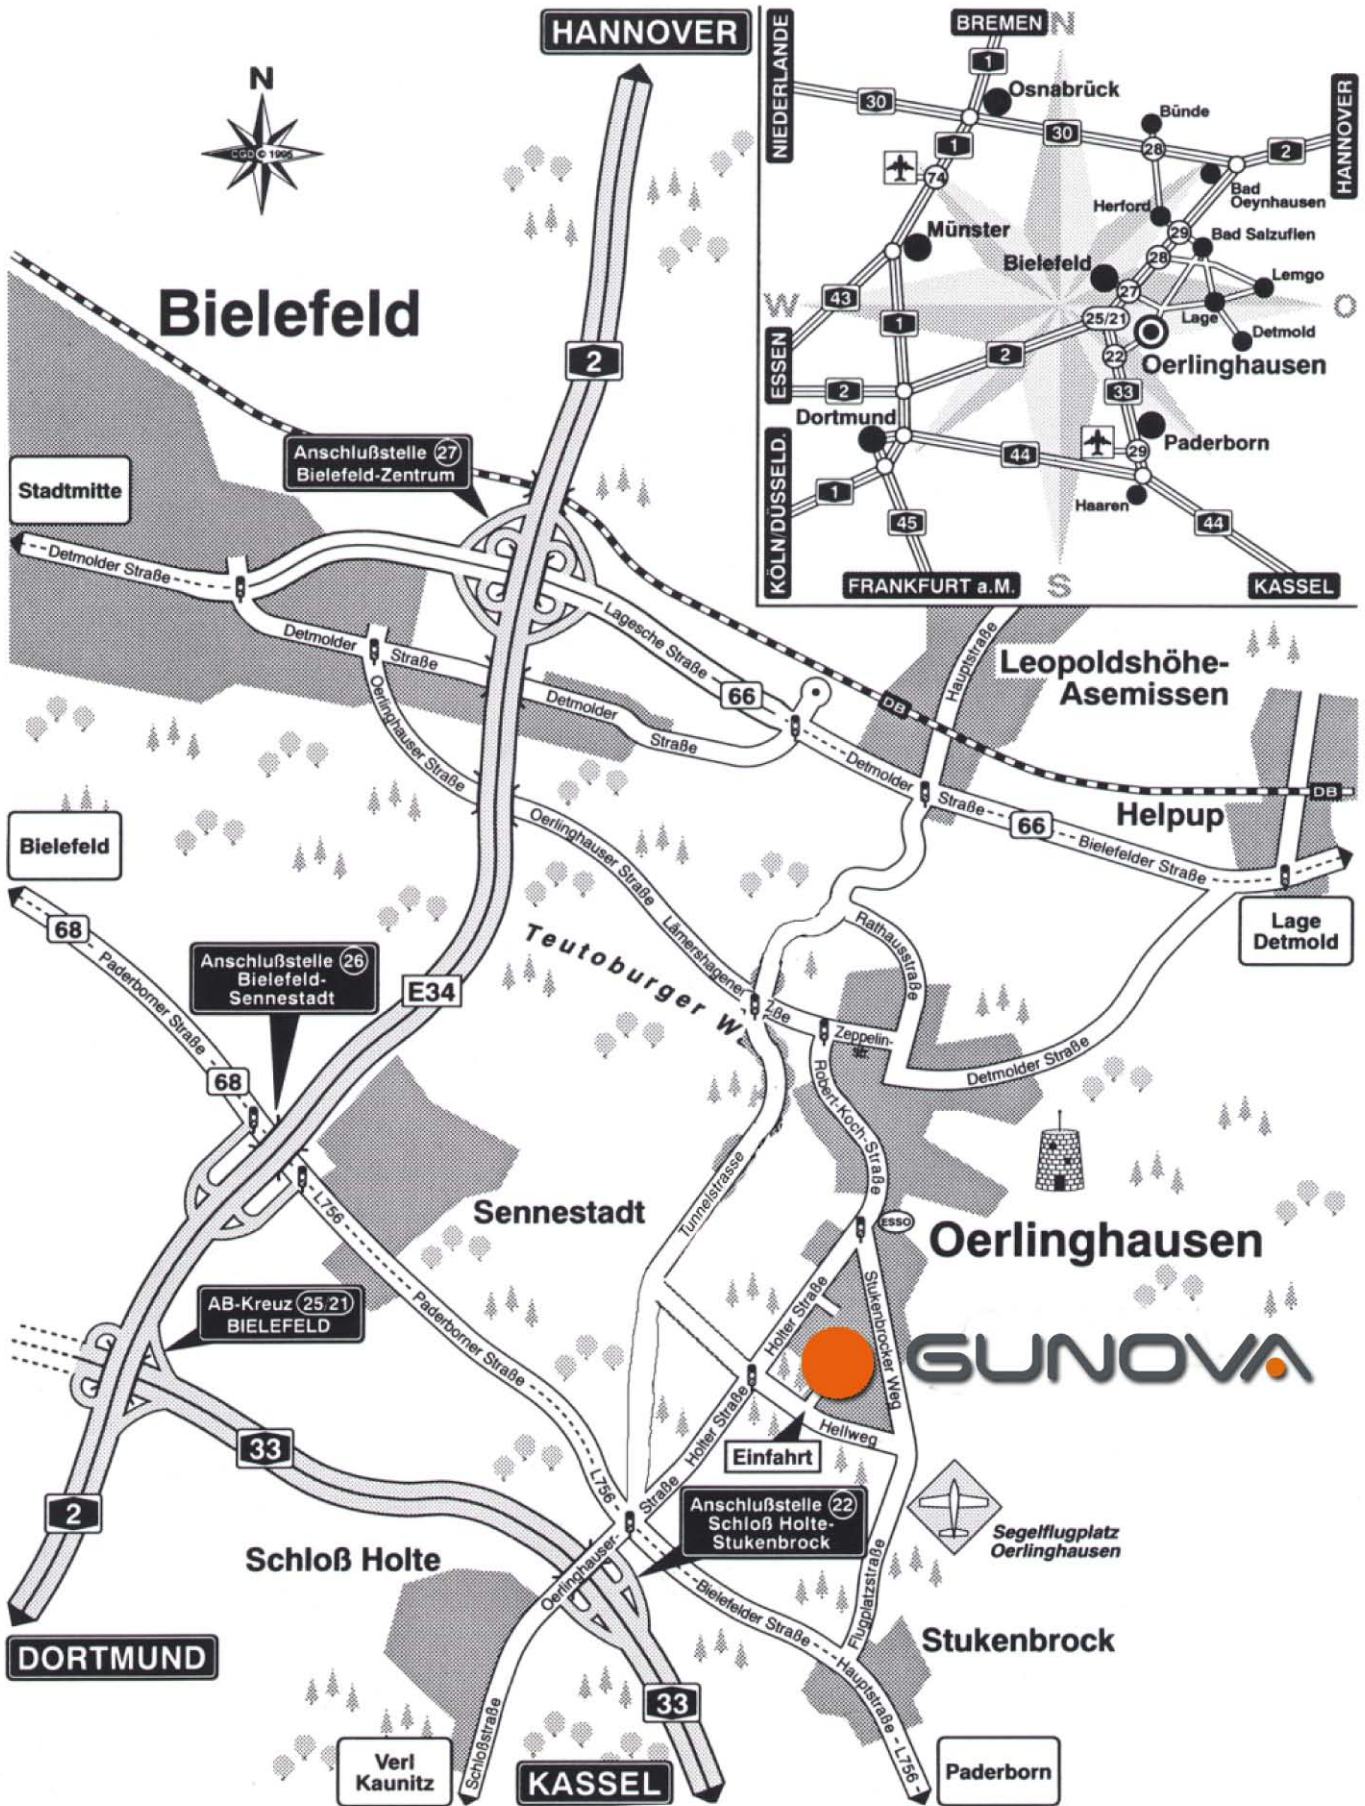 HANNOVER
N
CGD © 1995
Bielefeld
2
Anschlußstelle 27
Bielefeld-Zentrum
Stadtmitte
Detmolder Straße
Detmolder
Straße
Lagesche Straße
66
Detmolder
Straße
Oerlinghauser Straße
DB
Hauptstraße
Leopoldshöhe-
Asemissen
Detmolder
Straße
66
Bielefelder Straße
Helpup
DB
Lage
Detmold
Bielefeld
68
Paderborner Straße
68
Anschlußstelle 26
Bielefeld-
Sennestadt
E34
Oerlinghauser Straße
Lämershagener
Teutoburger W
Z.ße
Zeppelin-
str.
Rathausstraße
Detmolder Straße
Robert-Koch-Straße
Tunnelstrasse
Sennestadt
L756
Paderborner Straße
L756
ESSO
Oerlinghausen
AB-Kreuz 25/21
BIELEFELD
Holter Straße
Stukenbrocker Weg
GUNOVA
Holter Straße
Hellweg
Einfahrt
33
2
Straße
Oerlinghauser-
Anschlußstelle 22
Schloß Holte-
Stukenbrock
Segelflugplatz
Oerlinghausen
Schloß Holte
Bielefelder Straße
Flugplatzstraße
Stukenbrock
DORTMUND
Hauptstraße
L756
33
Schloßstraße
Verl
Kaunitz
KASSEL
Paderborn
NIEDERLANDE
BREMEN
N
1
Osnabrück
30
30
Bünde
28
2
HANNOVER
1
74
Bad
Oeynhausen
Herford
29
Münster
Bad Salzuflen
28
Bielefeld
Lemgo
27
W
43
25/21
Lage
O
1
Detmold
ESSEN
2
22
Oerlinghausen
2
33
Dortmund
Paderborn
44
29
KÖLN/DÜSSELD.
1
Haaren
45
44
FRANKFURT a.M.
S
KASSEL